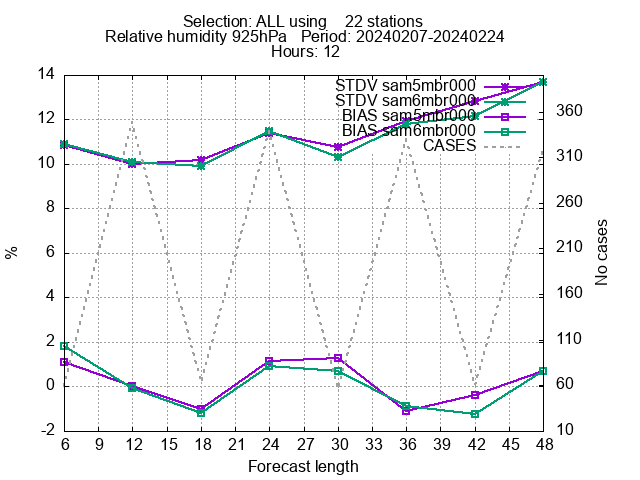 Selection: ALL using    22 stations
Relative humidity 925hPa   Period: 20240207-20240224
Hours: 12
STDV sam5mbr000
STDV sam6mbr000
BIAS sam5mbr000
BIAS sam6mbr000
CASES
14
12
10
8
6
4
2
0
-2
%
360
310
260
210
160
110
60
10
No cases
6 9 12 15 18 21 24 27 30 33 36 39 42 45 48
Forecast length